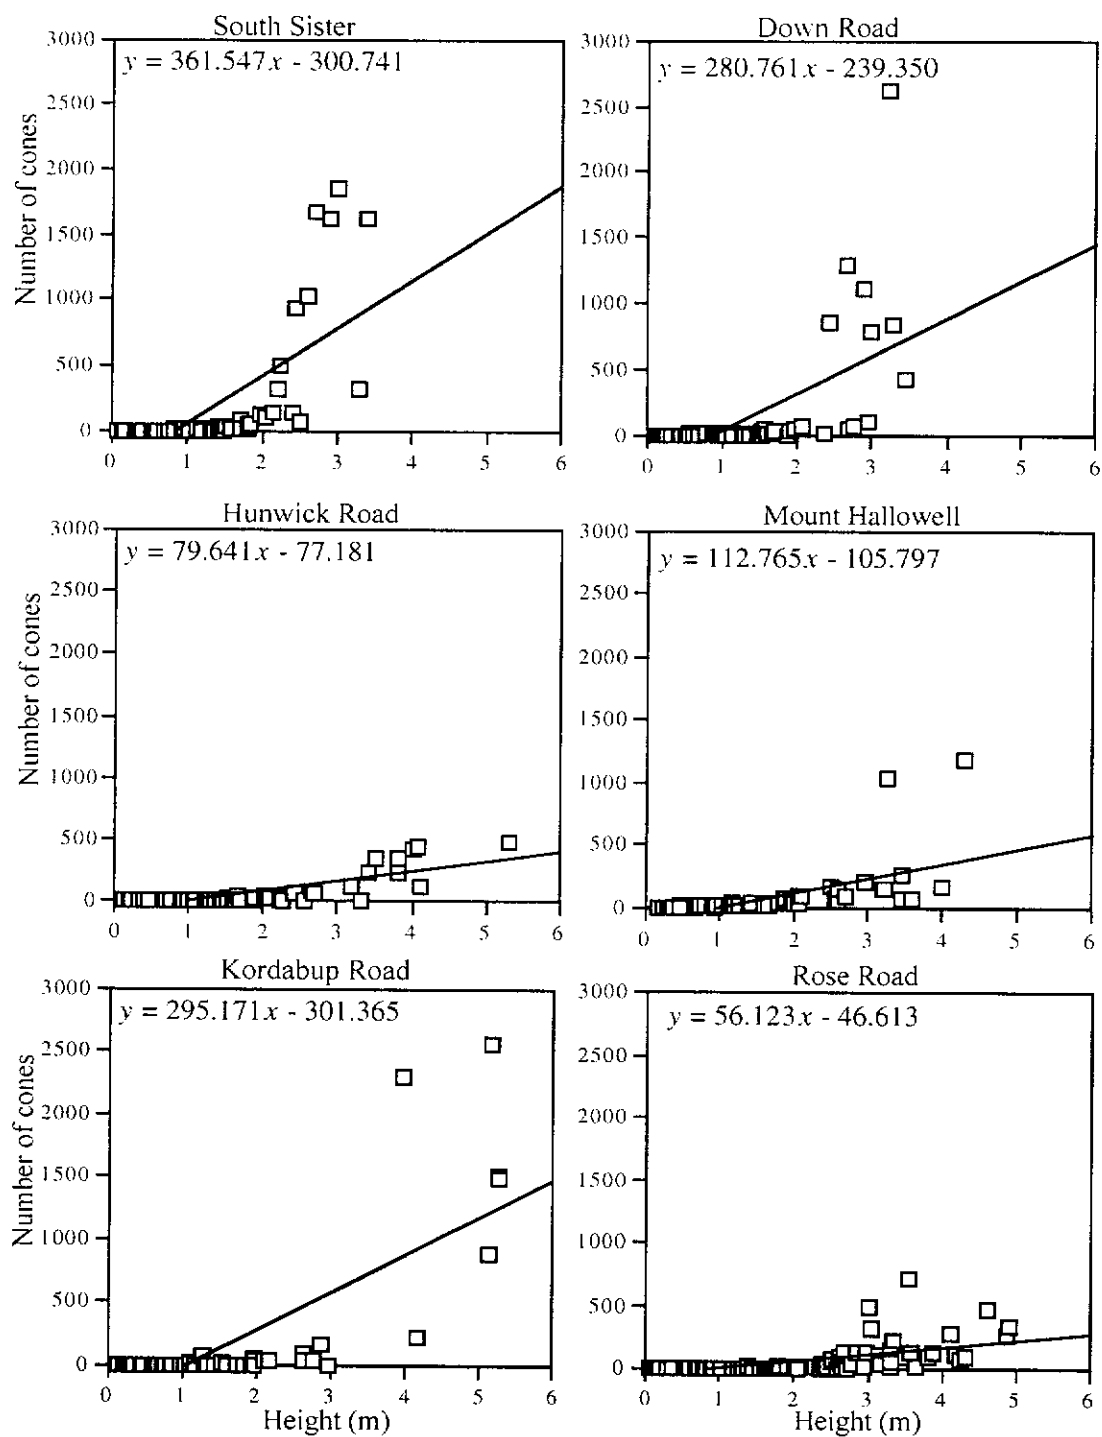 South Sister
y = 361.547x - 300.741
3000
2500
2000
1500
1000
500
0
Number of cones
0 1 2 3 4 5 6
Down Road
y = 280.761x - 239.350
3000
2500
2000
1500
1000
500
0
0 1 2 3 4 5 6
Hunwick Road
y = 79.641x - 77.181
3000
2500
2000
1500
1000
500
0
Number of cones
0 1 2 3 4 5 6
Mount Hallowell
y = 112.765x - 105.797
3000
2500
2000
1500
1000
500
0
0 1 2 3 4 5 6
Kordabup Road
y = 295.171x - 301.365
3000
2500
2000
1500
1000
500
0
Number of cones
0 1 2 3 4 5 6
Height (m)
Rose Road
y = 56.123x - 46.613
3000
2500
2000
1500
1000
500
0
0 1 2 3 4 5 6
Height (m)